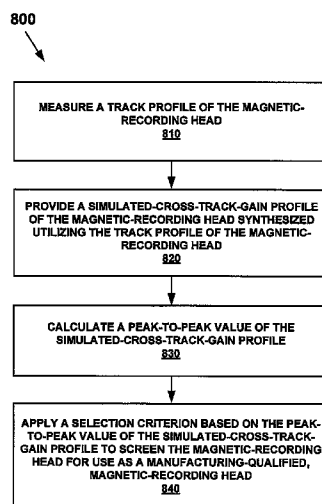 800
MEASURE A TRACK PROFILE OF THE MAGNETIC-
RECORDING HEAD
810
PROVIDE A SIMULATED-CROSS-TRACK-GAIN PROFILE
OF THE MAGNETIC-RECORDING HEAD SYNTHESIZED
UTILIZING THE TRACK PROFILE OF THE MAGNETIC-
RECORDING HEAD
820
CALCULATE A PEAK-TO-PEAK VALUE OF THE
SIMULATED-CROSS-TRACK-GAIN PROFILE
830
APPLY A SELECTION CRITERION BASED ON THE PEAK-
TO-PEAK VALUE OF THE SIMULATED-CROSS-TRACK-
GAIN PROFILE TO SCREEN THE MAGNETIC-RECORDING
HEAD FOR USE AS A MANUFACTURING-QUALIFIED,
MAGNETIC-RECORDING HEAD
840